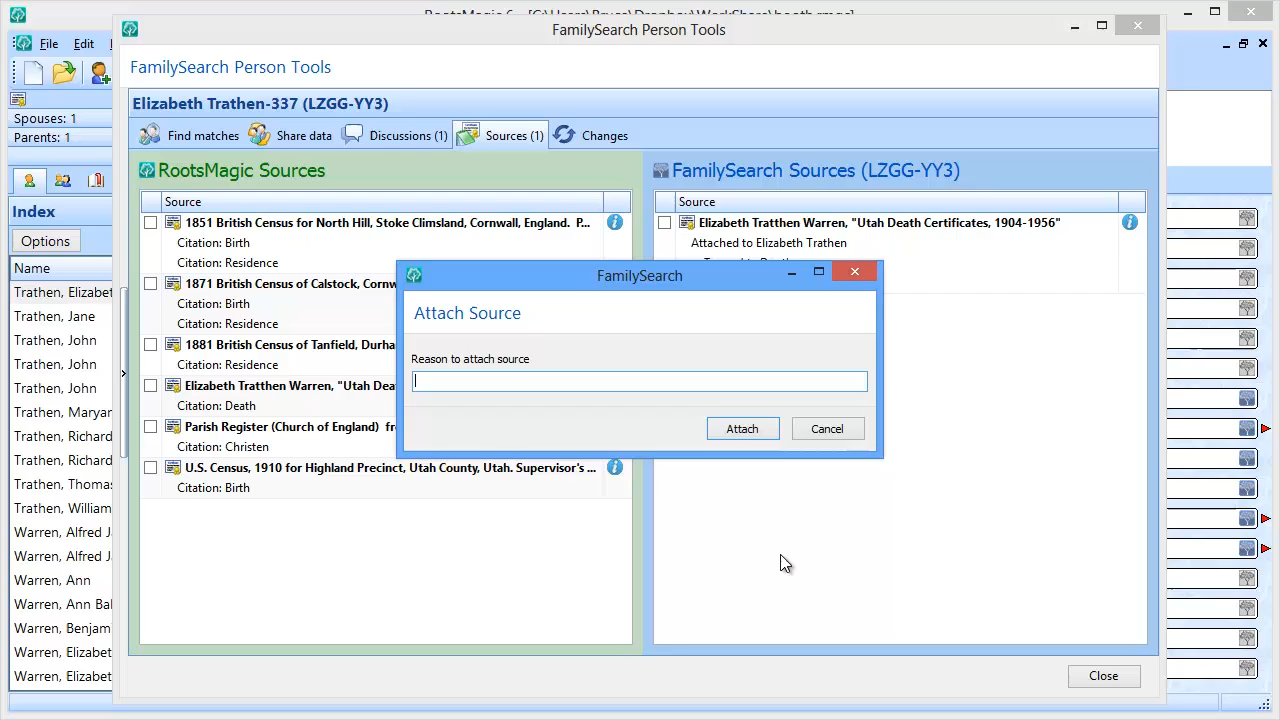 FamilySearch Person Tools
File Edit
FamilySearch Person Tools
Elizabeth Trathen-337 (LZGG-YY3)
Find matches Share data Discussions (1) Sources (1) Changes
Spouses: 1
Parents: 1
Index
Options
Name
Trathen, Elizabet
Trathen, Jane
Trathen, John
Trathen, John
Trathen, John
Trathen, Maryar
Trathen, Richard
Trathen, Richard
Trathen, Thomas
Trathen, William
Warren, Alfred J
Warren, Alfred J
Warren, Ann
Warren, Ann Bal
Warren, Benjam
Warren, Elizabet
Warren, Elizabet
RootsMagic Sources
Source
1851 British Census for North Hill, Stoke Climsland, Cornwall, England. P...
Citation: Birth
Citation: Residence
1871 British Census of Calstock, Cornw
Citation: Birth
Citation: Residence
1881 British Census of Tanfield, Durha
Citation: Residence
Elizabeth Tratthen Warren, "Utah Dea
Citation: Death
Parish Register (Church of England) fr
Citation: Christen
U.S. Census, 1910 for Highland Precinct, Utah County, Utah. Supervisor's ...
Citation: Birth
FamilySearch Sources (LZGG-YY3)
Source
Elizabeth Tratthen Warren, "Utah Death Certificates, 1904-1956"
Attached to Elizabeth Trathen
FamilySearch
Attach Source
Reason to attach source
Attach Cancel
Close